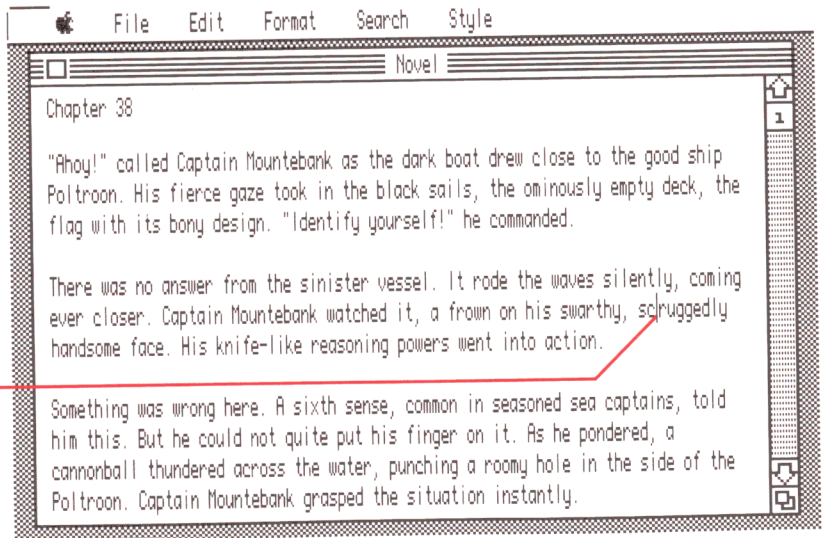 File Edit Format Search Style
Novel
Chapter 38
"Ahoy!" called Captain Mountebank as the dark boat drew close to the good ship
Poltroon. His fierce gaze took in the black sails, the ominously empty deck, the
flag with its bony design. "Identify yourself!" he commanded.
There was no answer from the sinister vessel. It rode the waves silently, coming
ever closer. Captain Mountebank watched it, a frown on his swarthy, scruggedly
handsome face. His knife-like reasoning powers went into action.
Something was wrong here. A sixth sense, common in seasoned sea captains, told
him this. But he could not quite put his finger on it. As he pondered, a
cannonball thundered across the water, punching a roomy hole in the side of the
Poltroon. Captain Mountebank grasped the situation instantly.
1